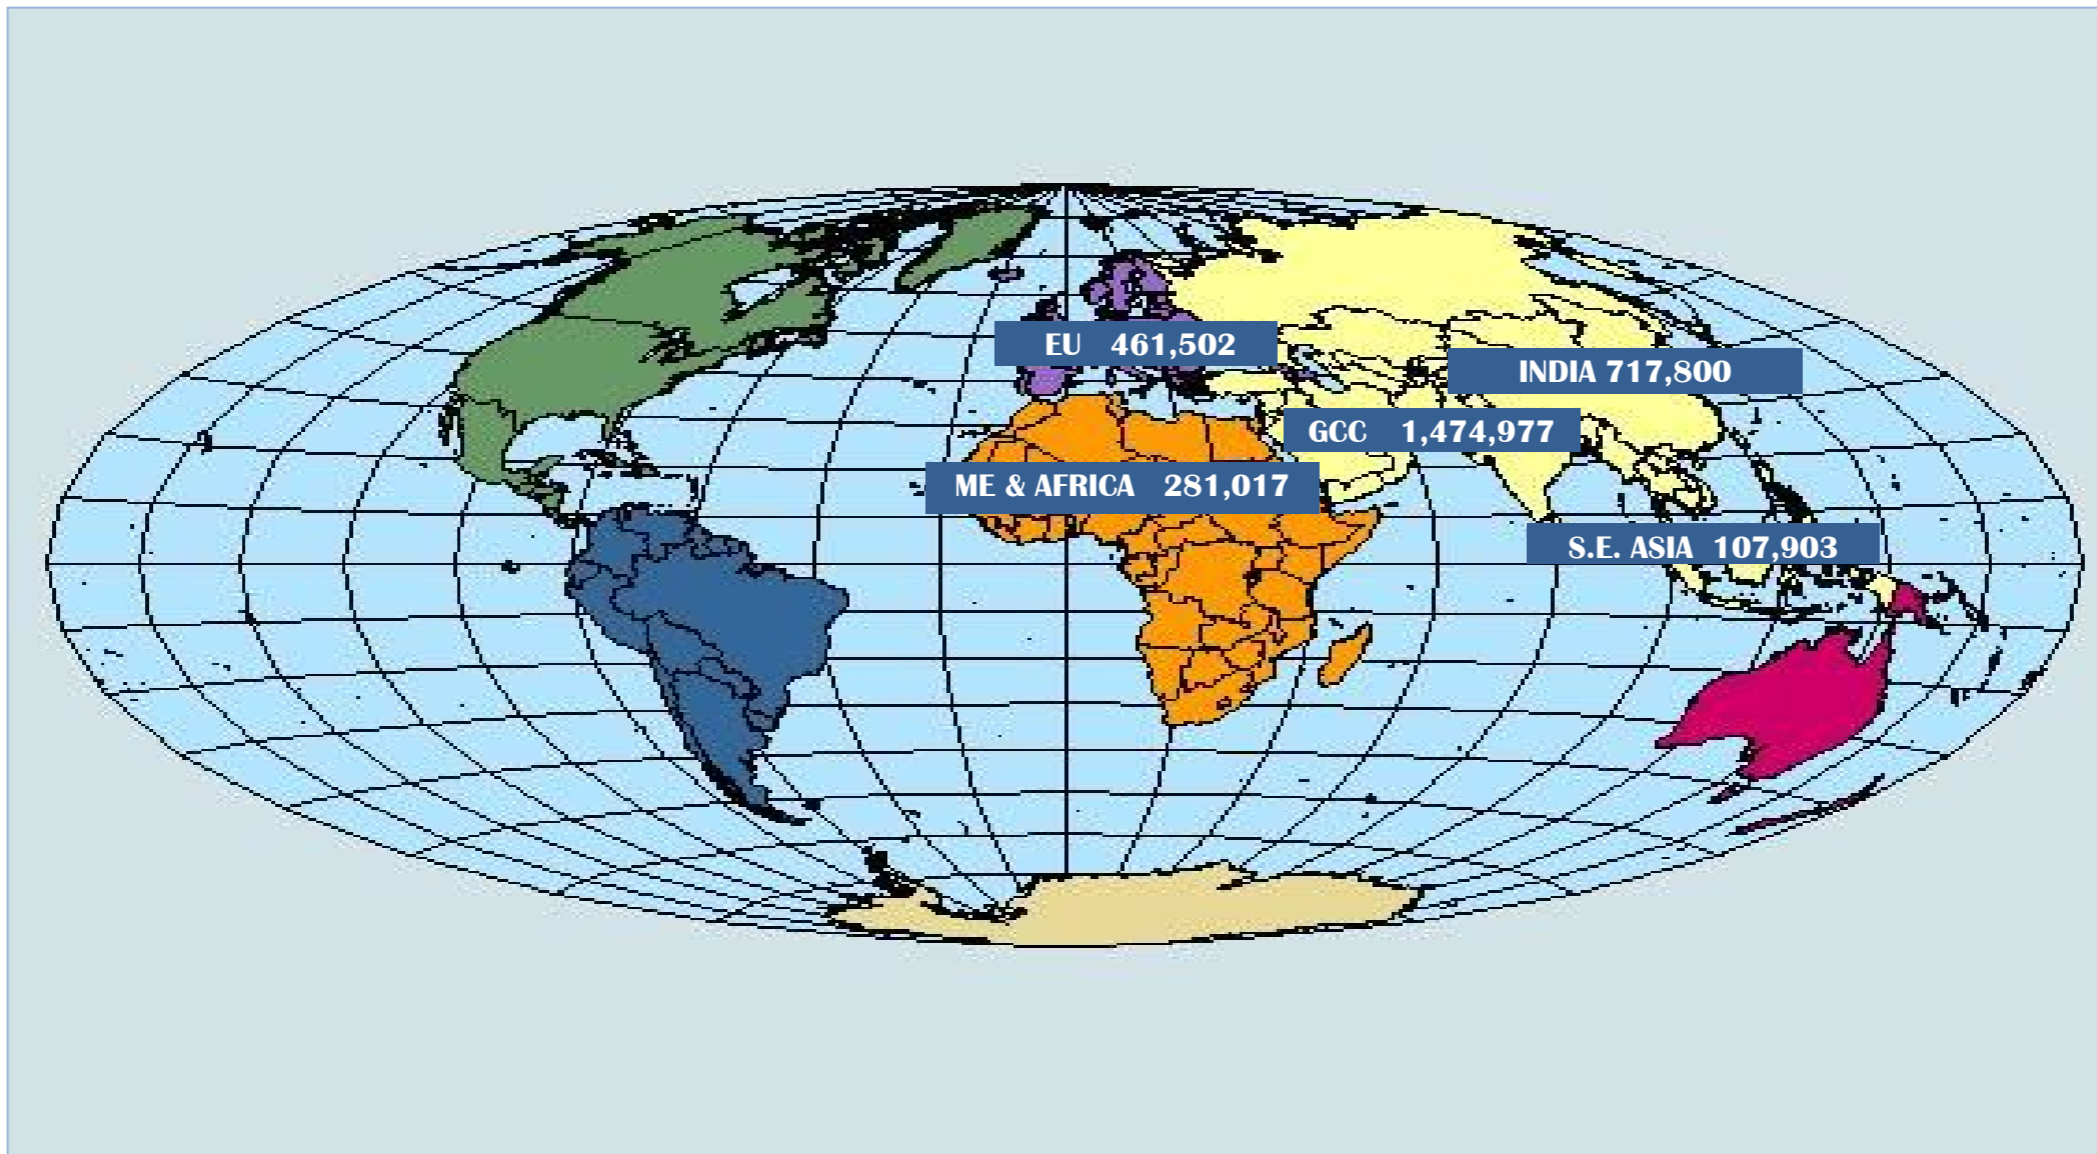 EU 461,502
INDIA 717,800
GCC 1,474,977
ME & AFRICA 281,017
S.E. ASIA 107,903